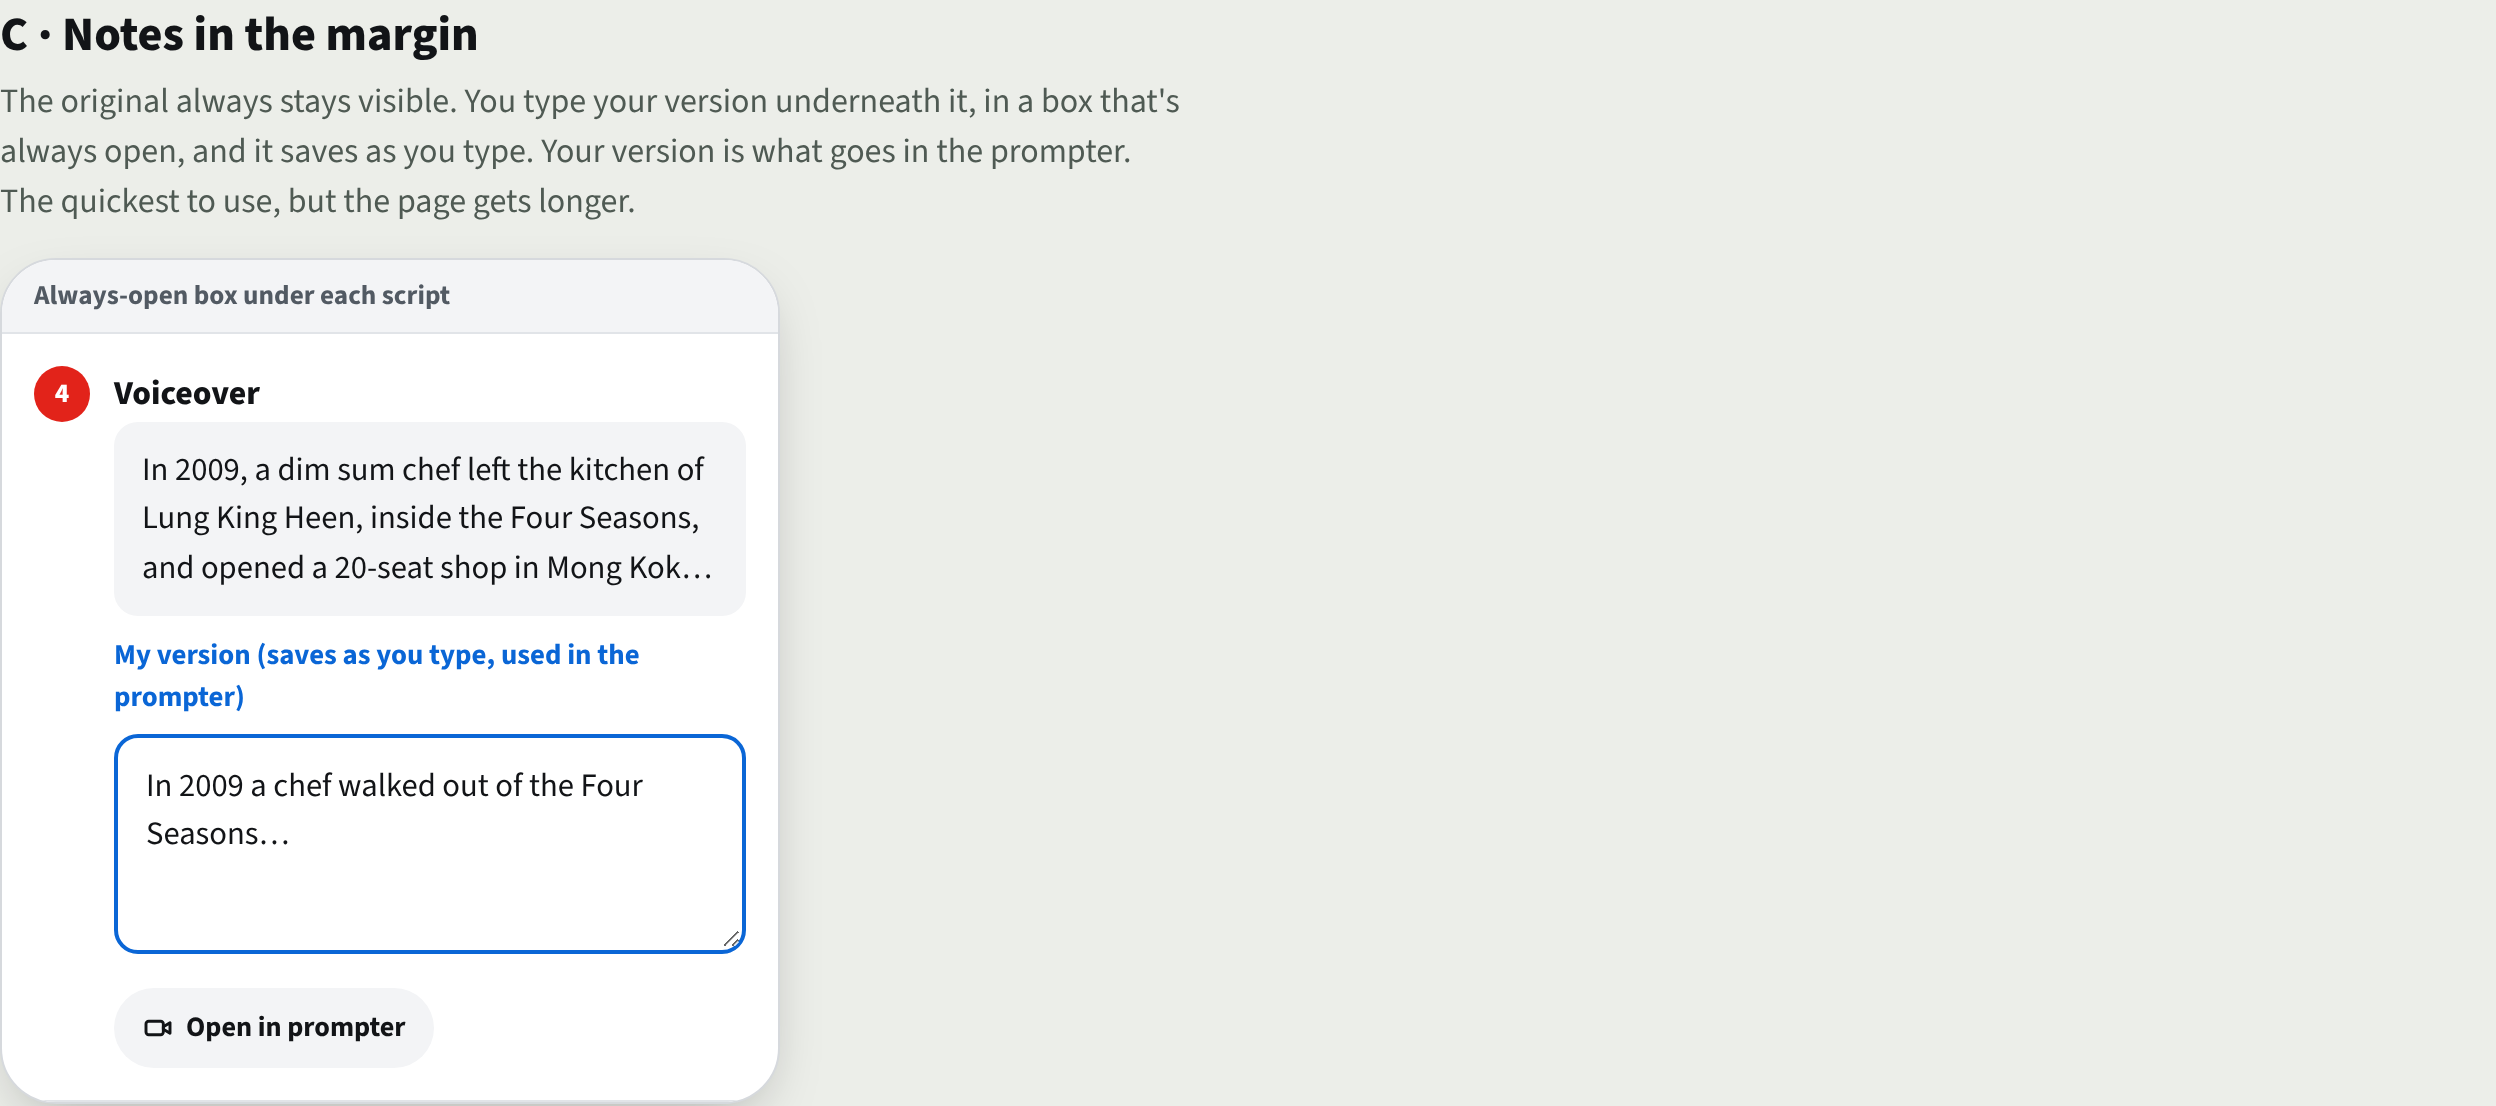 C · Notes in the margin
The original always stays visible. You type your version underneath it, in a box that's
always open, and it saves as you type. Your version is what goes in the prompter.
The quickest to use, but the page gets longer.
Always-open box under each script
4 Voiceover
In 2009, a dim sum chef left the kitchen of
Lung King Heen, inside the Four Seasons,
and opened a 20-seat shop in Mong Kok…
My version (saves as you type, used in the
prompter)
In 2009 a chef walked out of the Four
Seasons…
Open in prompter